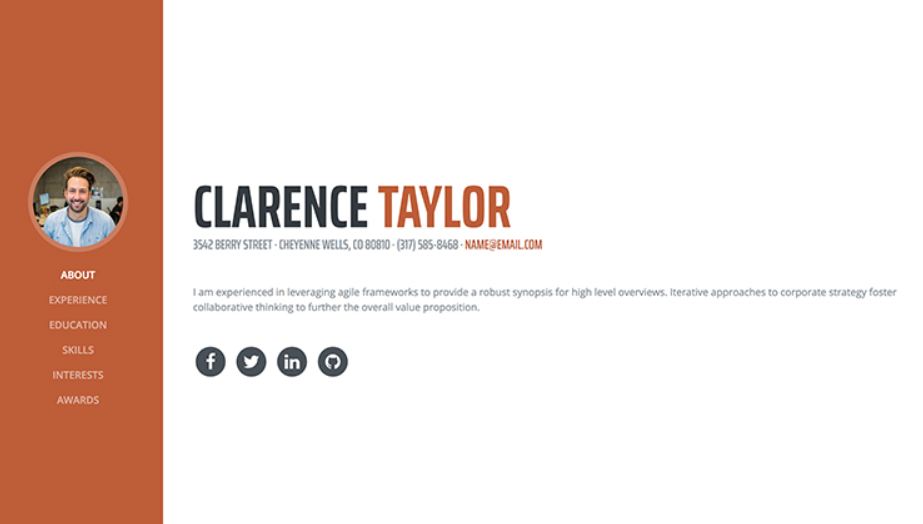 ABOUT
EXPERIENCE
EDUCATION
SKILLS
INTERESTS
AWARDS
CLARENCE TAYLOR
3542 BERRY STREET · CHEYENNE WELLS, CO 80810 · (317) 585-8468 · NAME@EMAIL.COM
I am experienced in leveraging agile frameworks to provide a robust synopsis for high level overviews. Iterative approaches to corporate strategy foster
collaborative thinking to further the overall value proposition.